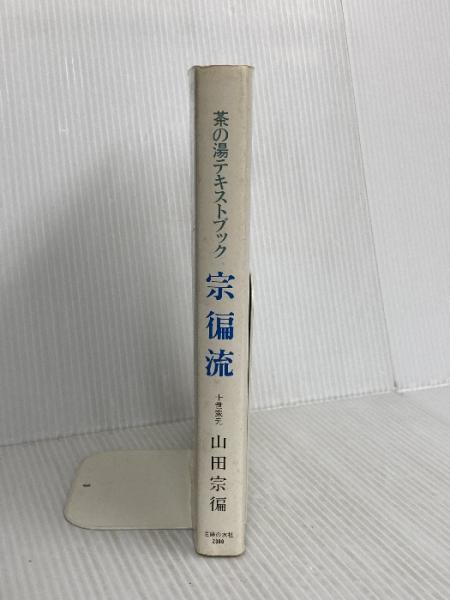 茶の湯テキストブック
宗徧流
十世家元
山田宗徧
主婦の友社
2300